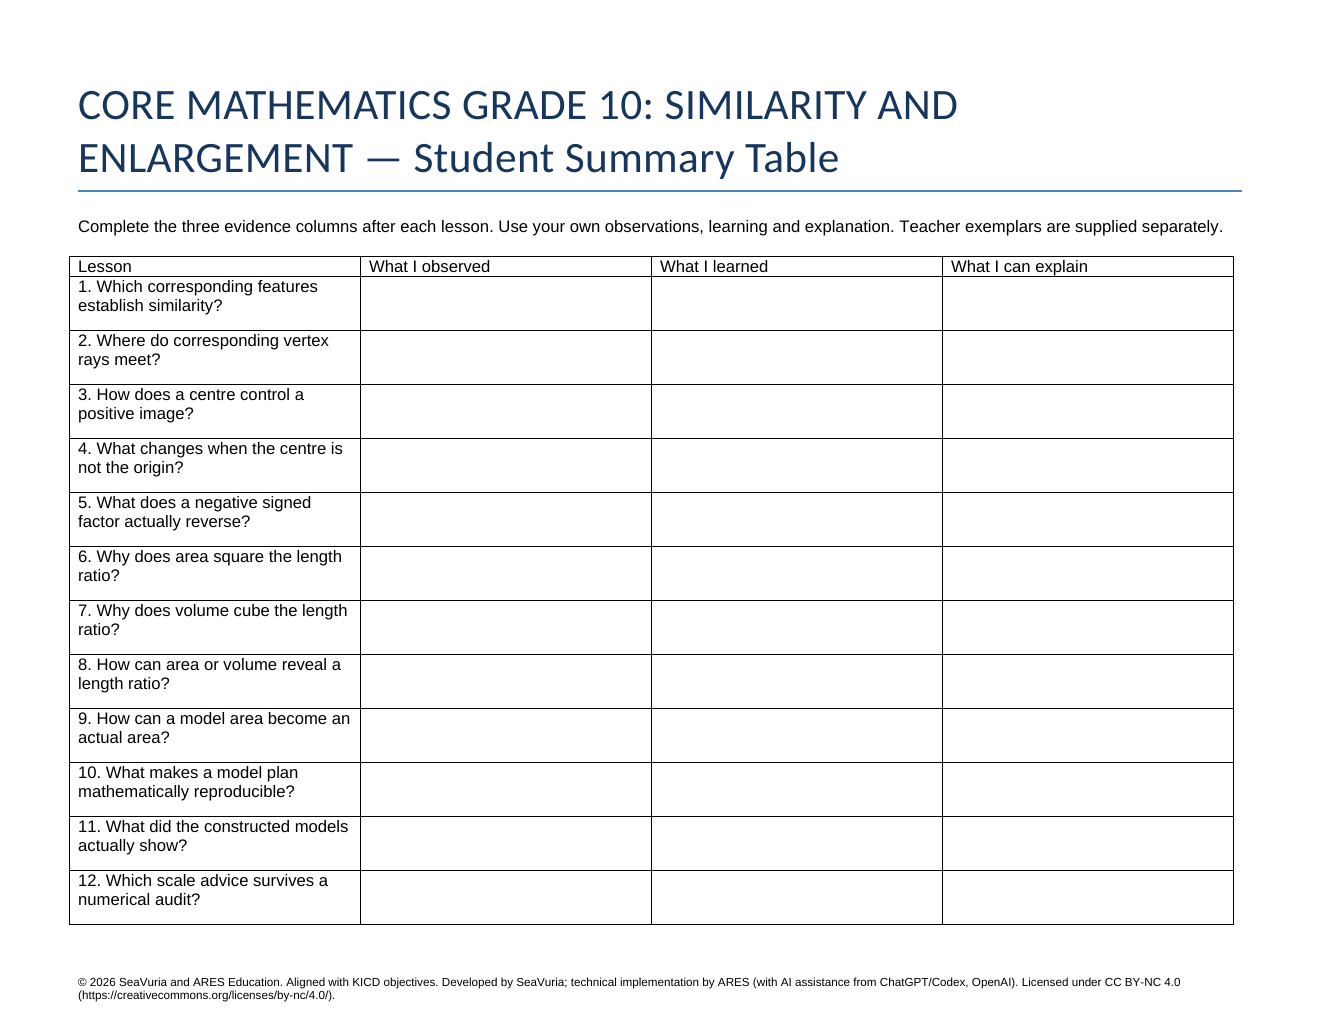 CORE MATHEMATICS GRADE 10: SIMILARITY AND
ENLARGEMENT — Student Summary Table
Complete the three evidence columns after each lesson. Use your own observations, learning and explanation. Teacher exemplars are supplied separately.
Lesson What I observed What I learned What I can explain
1. Which corresponding features
establish similarity?
2. Where do corresponding vertex
rays meet?
3. How does a centre control a
positive image?
4. What changes when the centre is
not the origin?
5. What does a negative signed
factor actually reverse?
6. Why does area square the length
ratio?
7. Why does volume cube the length
ratio?
8. How can area or volume reveal a
length ratio?
9. How can a model area become an
actual area?
10. What makes a model plan
mathematically reproducible?
11. What did the constructed models
actually show?
12. Which scale advice survives a
numerical audit?
© 2026 SeaVuria and ARES Education. Aligned with KICD objectives. Developed by SeaVuria; technical implementation by ARES (with AI assistance from ChatGPT/Codex, OpenAI). Licensed under CC BY-NC 4.0
(https://creativecommons.org/licenses/by-nc/4.0/).